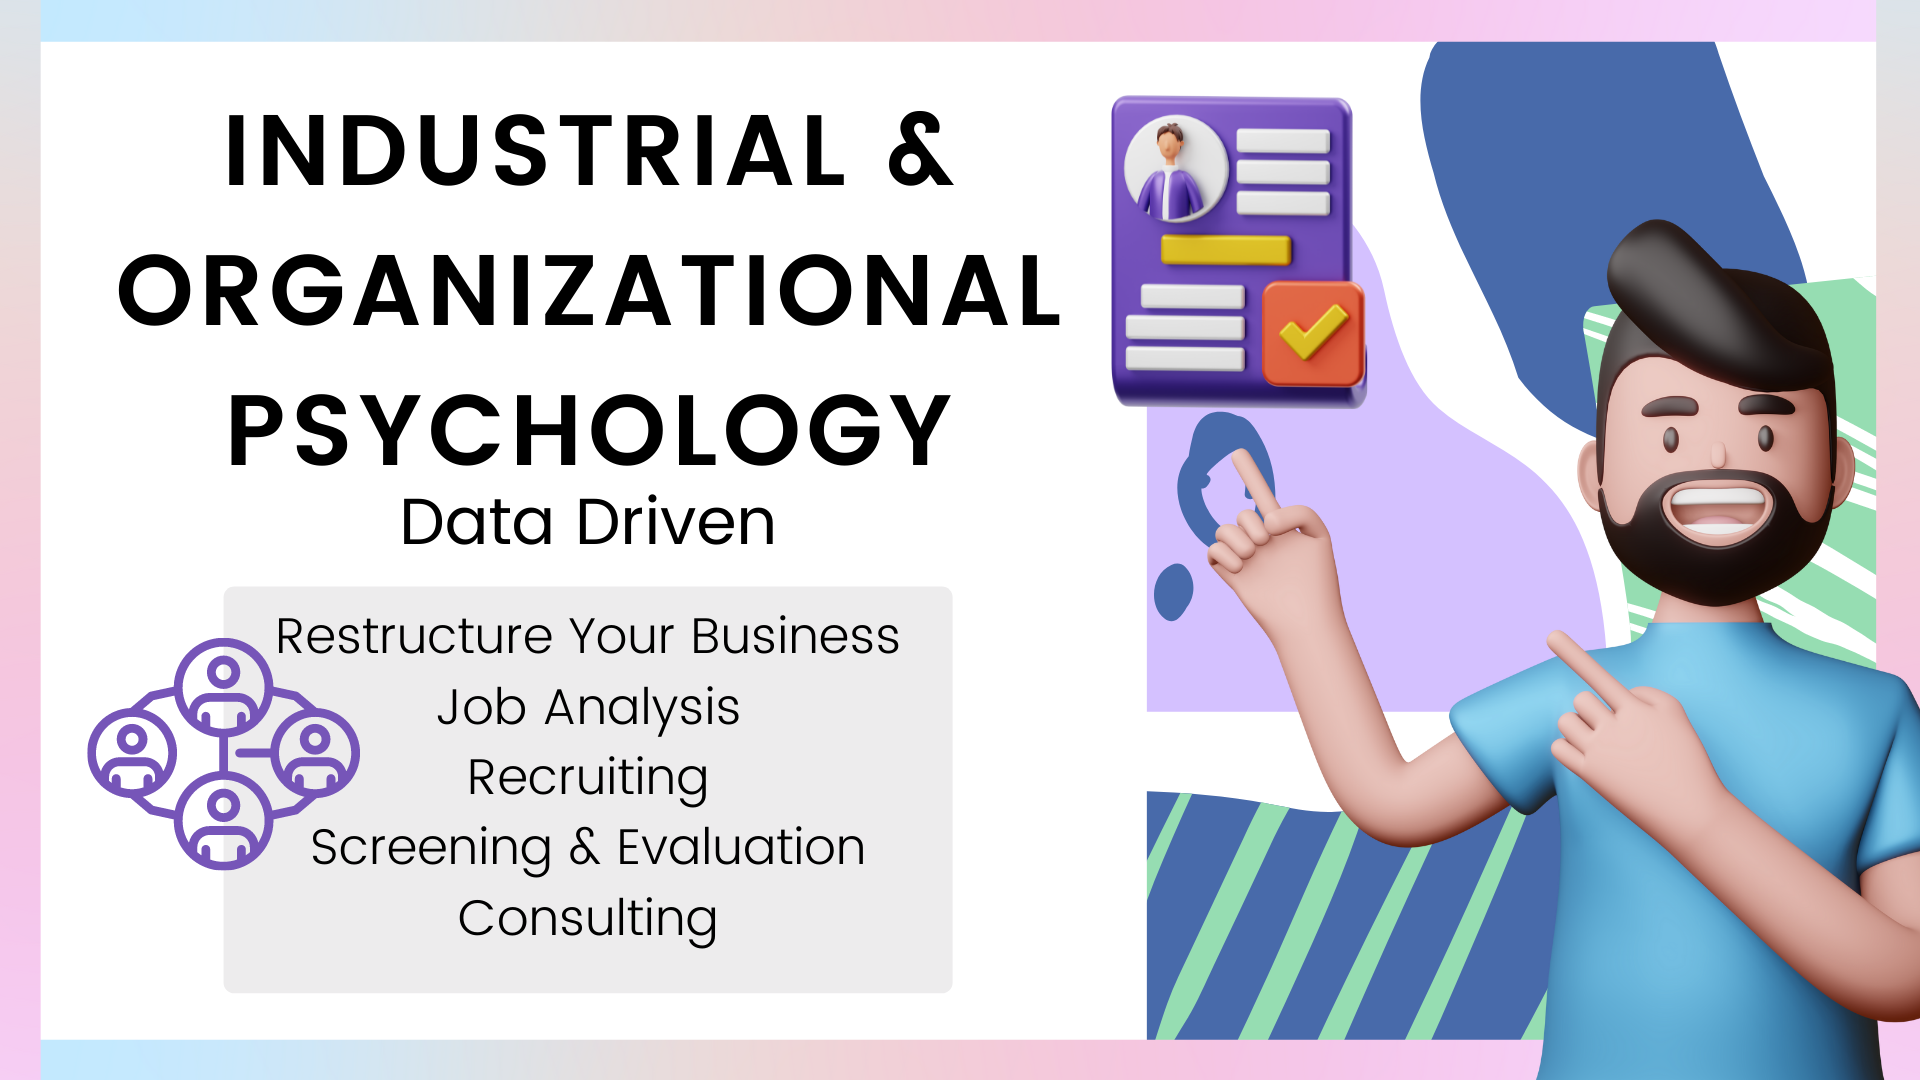 INDUSTRIAL &
ORGANIZATIONAL
PSYCHOLOGY
Data Driven
Restructure Your Business
Job Analysis
Recruiting
Screening & Evaluation
Consulting